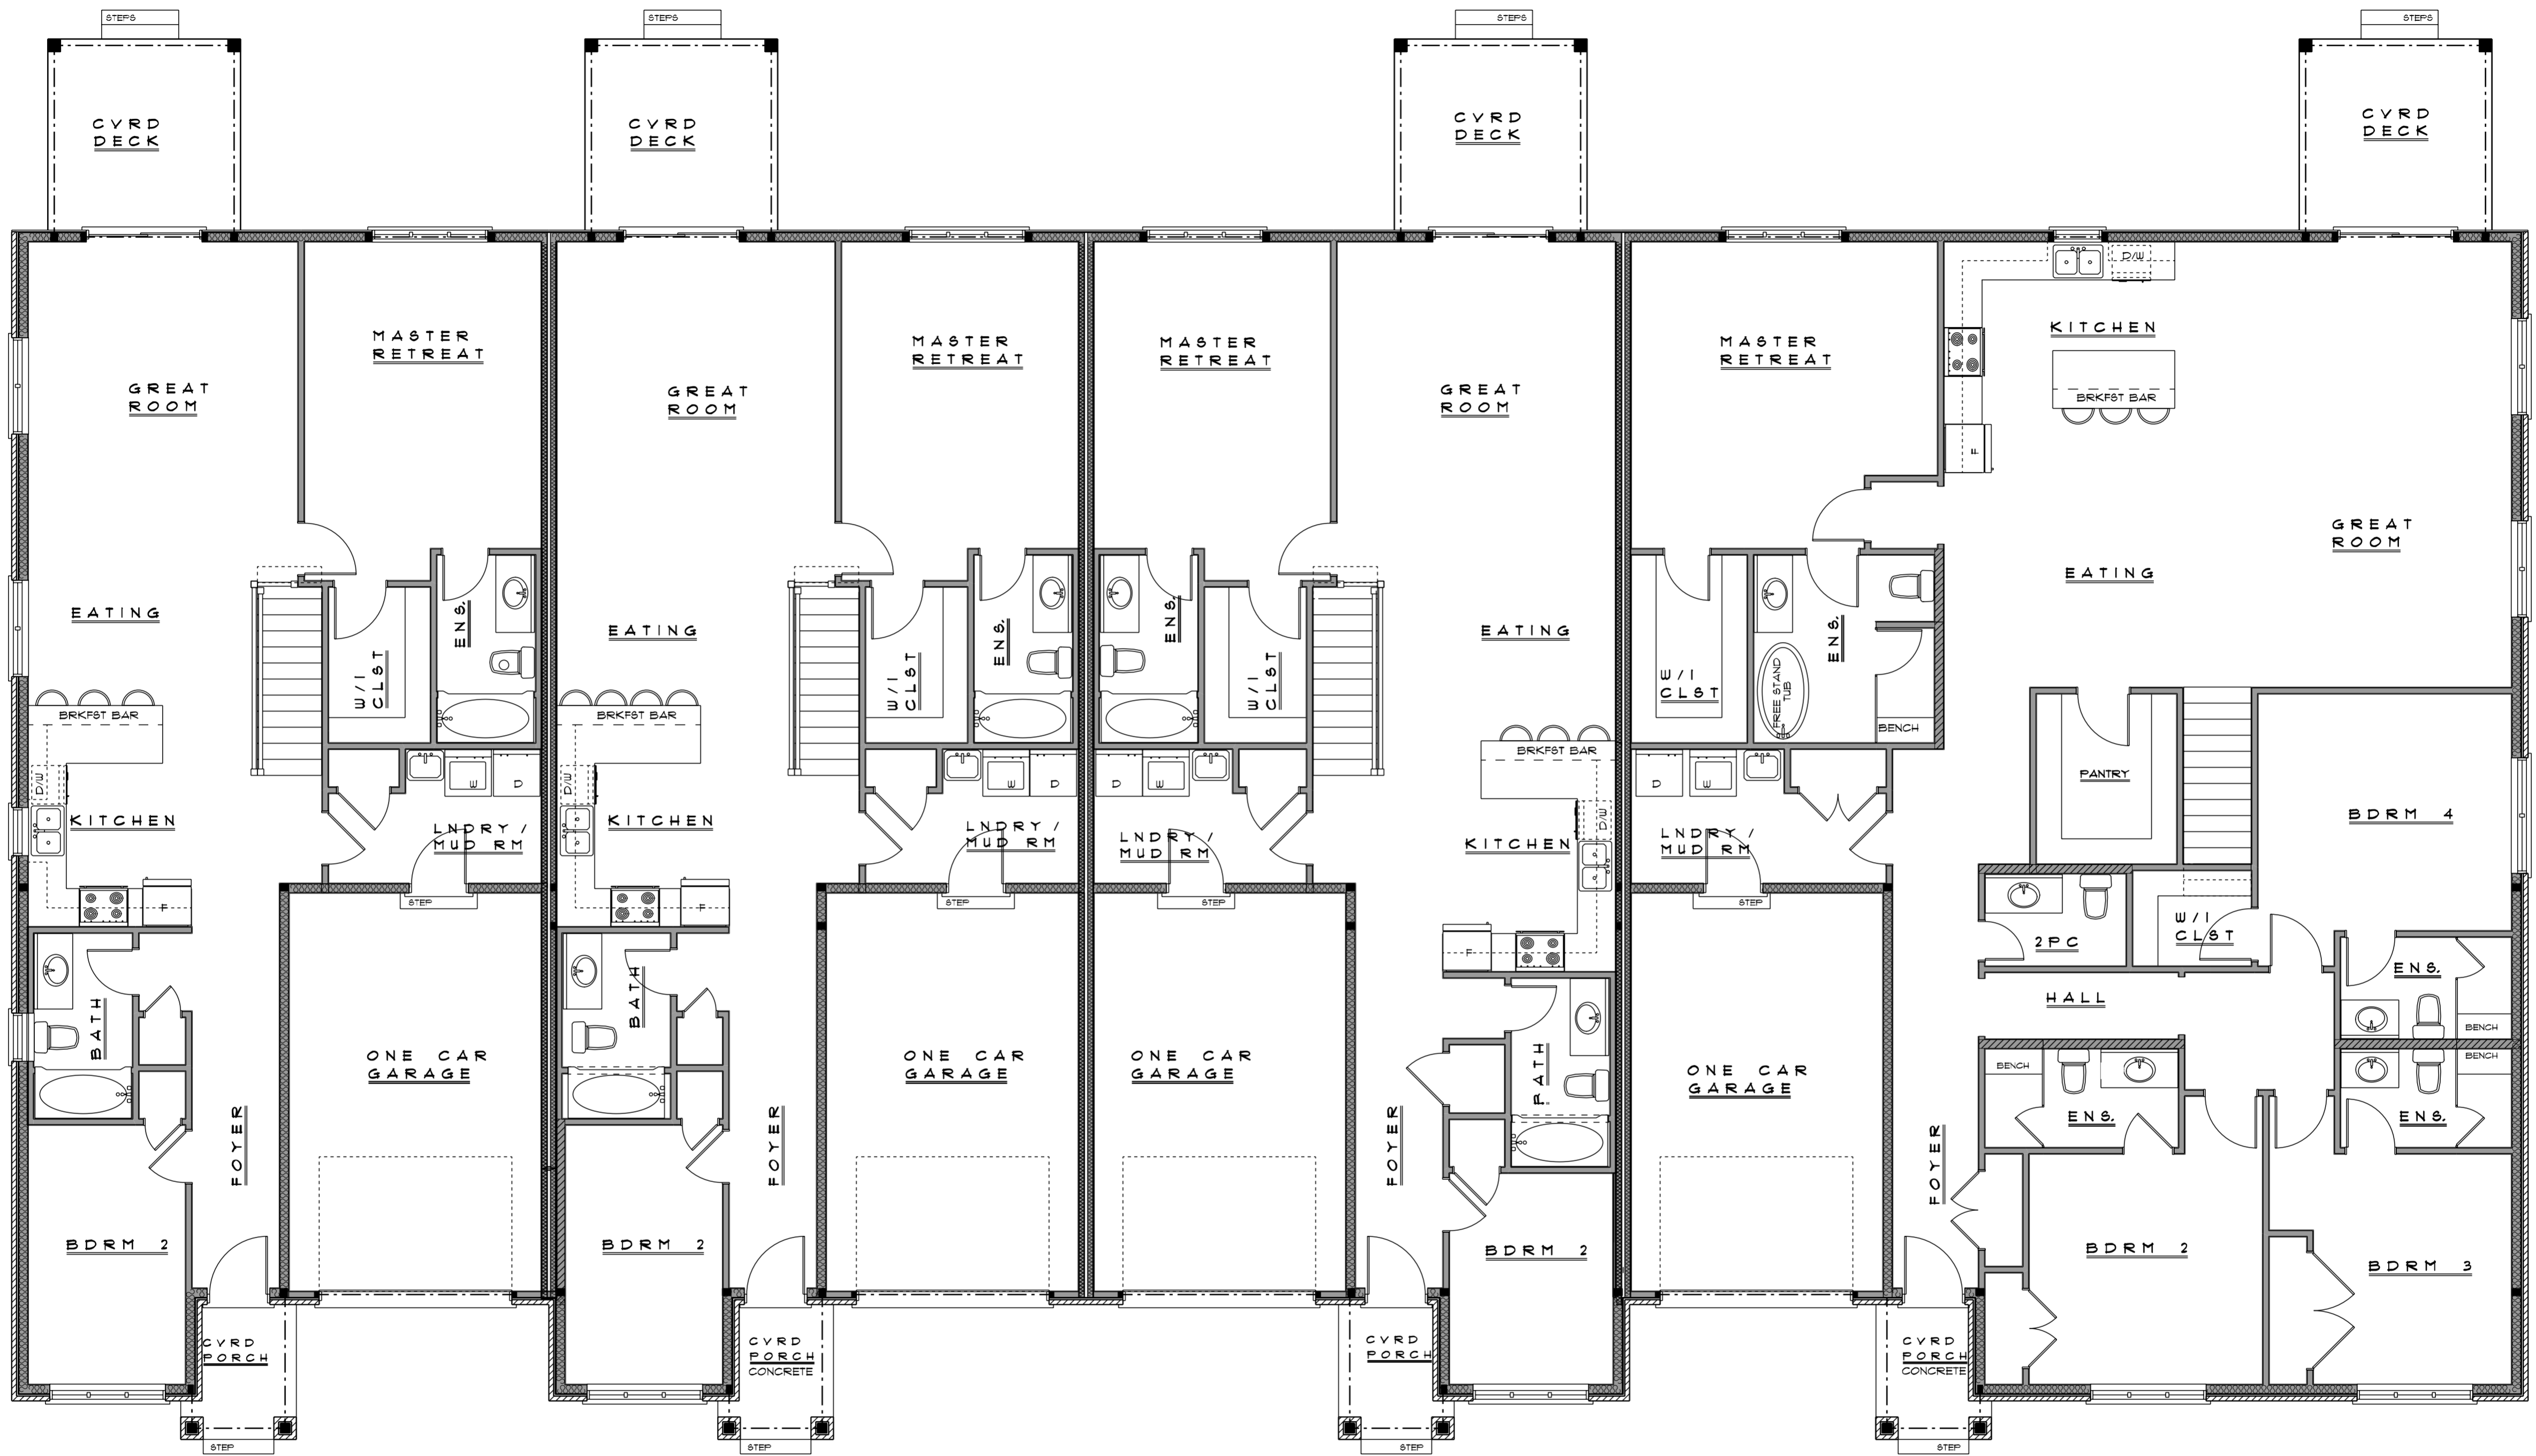 STEPS
STEPS
STEPS
STEPS
CVRD
DECK
CVRD
DECK
CVRD
DECK
CVRD
DECK
GREAT
ROOM
MASTER
RETREAT
EATING
ENS.
W/I
CLST
BRKFST BAR
D/W
KITCHEN
F
W
D
LNDRY /
MUD RM
STEP
BATH
ONE CAR
GARAGE
FOYER
BDRM 2
CVRD
PORCH
STEP
GREAT
ROOM
MASTER
RETREAT
EATING
ENS.
W/I
CLST
BRKFST BAR
D/W
KITCHEN
F
W
D
LNDRY /
MUD RM
STEP
BATH
ONE CAR
GARAGE
FOYER
BDRM 2
CVRD
PORCH
CONCRETE
STEP
MASTER
RETREAT
GREAT
ROOM
ENS.
W/I
CLST
EATING
BRKFST BAR
D/W
KITCHEN
F
D
W
LNDRY /
MUD RM
STEP
ONE CAR
GARAGE
BATH
FOYER
BDRM 2
CVRD
PORCH
STEP
MASTER
RETREAT
D/W
KITCHEN
BRKFST BAR
F
GREAT
ROOM
EATING
W/I
CLST
ENS.
FREE STAND
TUB
BENCH
D
W
LNDRY /
MUD RM
STEP
PANTRY
BDRM 4
2PC
W/I
CLST
ENS.
HALL
BENCH
BENCH
BENCH
ENS.
ENS.
ONE CAR
GARAGE
FOYER
BDRM 2
BDRM 3
CVRD
PORCH
CONCRETE
STEP